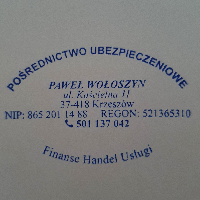 POŚREDNICTWO UBEZPIECZENIOWE
PAWEŁ WOŁOSZYN
ul. Kościelna 11
37-418 Krzeszów
NIP: 865 201 14 88 REGON: 521365310
501 137 042
Finanse Handel Usługi